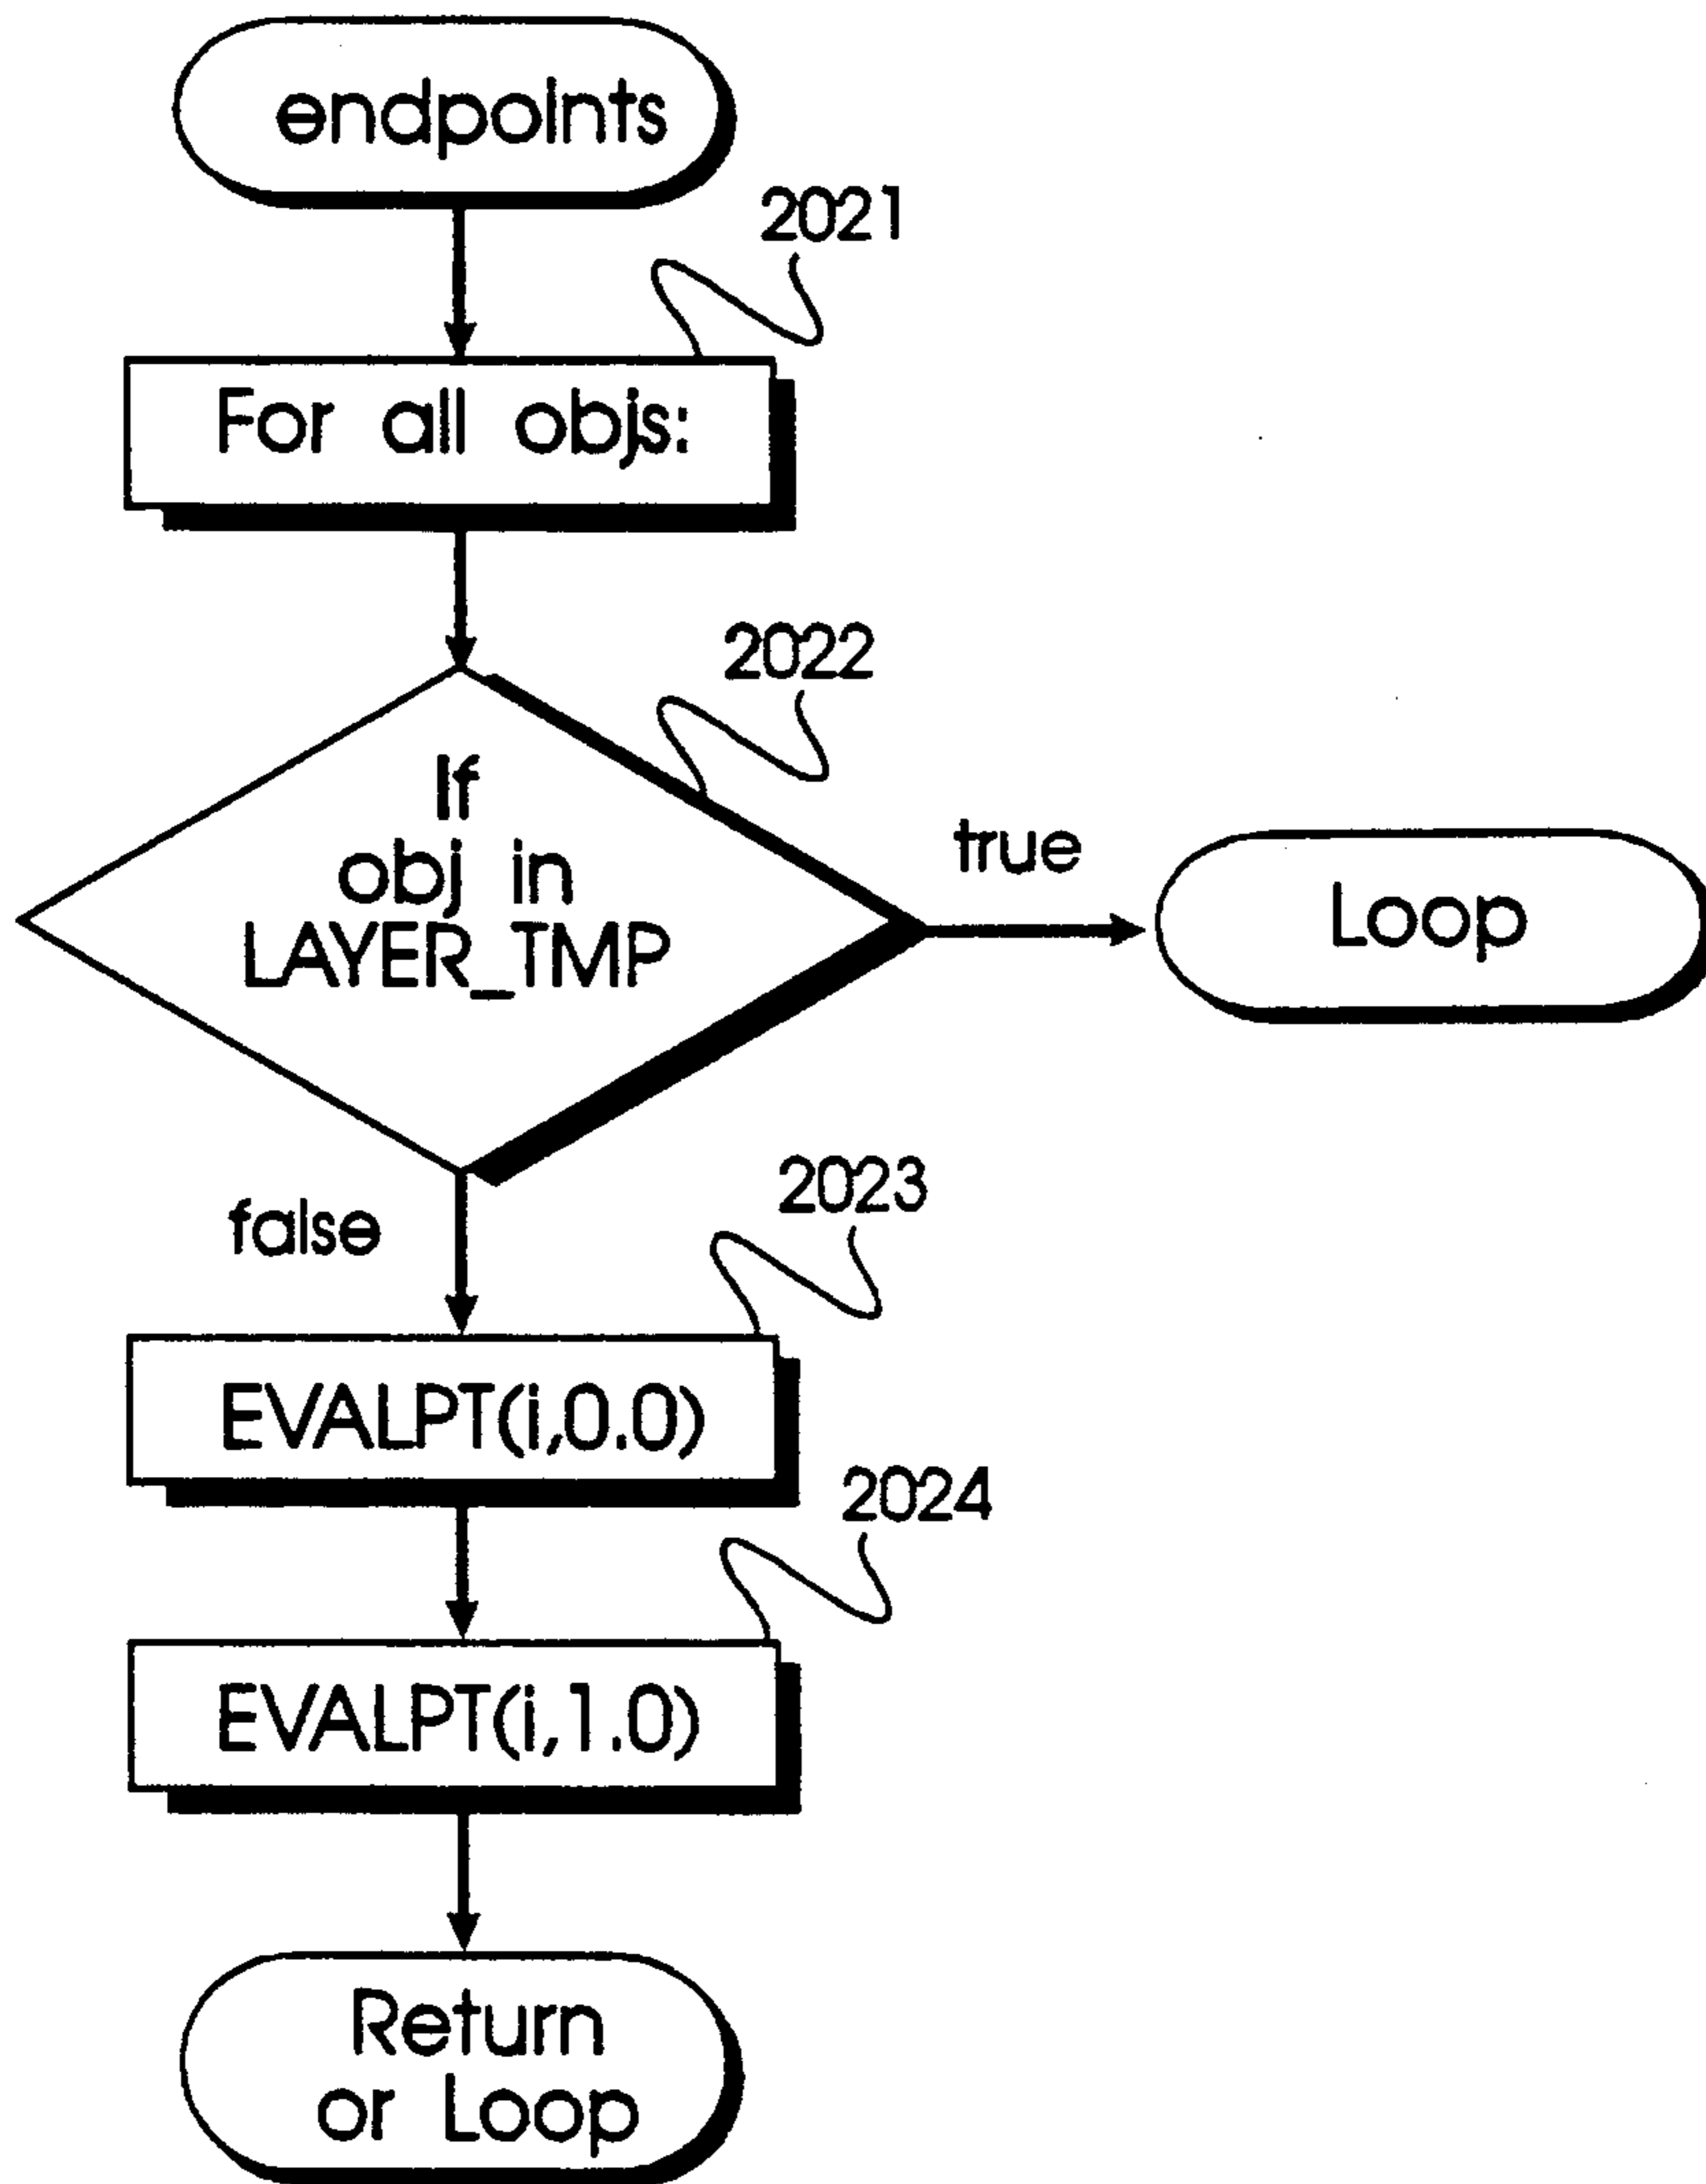 endpoints
2021
For all objs:
2022
If
obj in
LAYER_TMP
true
Loop
false
2023
EVALPT(i,0.0)
2024
EVALPT(i,1.0)
Return
or Loop